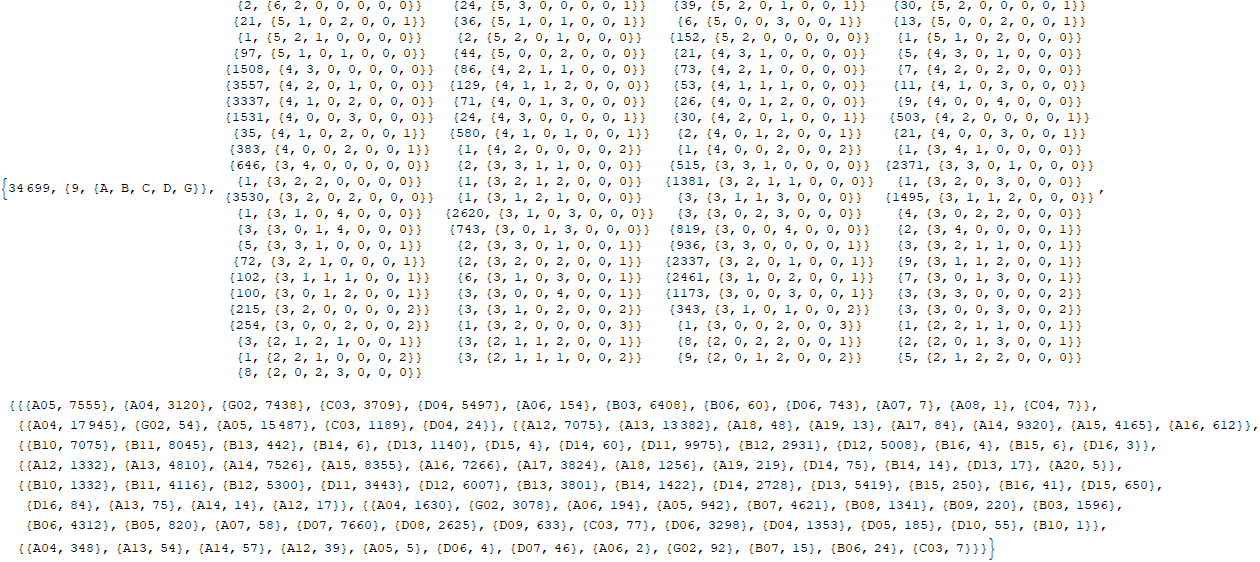 {2, {6, 2, 0, 0, 0, 0, 0}} {24, {5, 3, 0, 0, 0, 0, 1}} {39, {5, 2, 0, 1, 0, 0, 1}} {30, {5, 2, 0, 0, 0, 0, 1}}
{21, {5, 1, 0, 2, 0, 0, 1}} {36, {5, 1, 0, 1, 0, 0, 1}} {6, {5, 0, 0, 3, 0, 0, 1}} {13, {5, 0, 0, 2, 0, 0, 1}}
{1, {5, 2, 1, 0, 0, 0, 0}} {2, {5, 2, 0, 1, 0, 0, 0}} {152, {5, 2, 0, 0, 0, 0, 0}} {1, {5, 1, 0, 2, 0, 0, 0}}
{97, {5, 1, 0, 1, 0, 0, 0}} {44, {5, 0, 0, 2, 0, 0, 0}} {21, {4, 3, 1, 0, 0, 0, 0}} {5, {4, 3, 0, 1, 0, 0, 0}}
{1508, {4, 3, 0, 0, 0, 0, 0}} {86, {4, 2, 1, 1, 0, 0, 0}} {73, {4, 2, 1, 0, 0, 0, 0}} {7, {4, 2, 0, 2, 0, 0, 0}}
{3557, {4, 2, 0, 1, 0, 0, 0}} {129, {4, 1, 1, 2, 0, 0, 0}} {53, {4, 1, 1, 1, 0, 0, 0}} {11, {4, 1, 0, 3, 0, 0, 0}}
{3337, {4, 1, 0, 2, 0, 0, 0}} {71, {4, 0, 1, 3, 0, 0, 0}} {26, {4, 0, 1, 2, 0, 0, 0}} {9, {4, 0, 0, 4, 0, 0, 0}}
{1531, {4, 0, 0, 3, 0, 0, 0}} {24, {4, 3, 0, 0, 0, 0, 1}} {30, {4, 2, 0, 1, 0, 0, 1}} {503, {4, 2, 0, 0, 0, 0, 1}}
{35, {4, 1, 0, 2, 0, 0, 1}} {580, {4, 1, 0, 1, 0, 0, 1}} {2, {4, 0, 1, 2, 0, 0, 1}} {21, {4, 0, 0, 3, 0, 0, 1}}
{383, {4, 0, 0, 2, 0, 0, 1}} {1, {4, 2, 0, 0, 0, 0, 2}} {1, {4, 0, 0, 2, 0, 0, 2}} {1, {3, 4, 1, 0, 0, 0, 0}}
{646, {3, 4, 0, 0, 0, 0, 0}} {2, {3, 3, 1, 1, 0, 0, 0}} {515, {3, 3, 1, 0, 0, 0, 0}} {2371, {3, 3, 0, 1, 0, 0, 0}}
{34 699, {9, {A, B, C, D, G}}, {1, {3, 2, 2, 0, 0, 0, 0}} {1, {3, 2, 1, 2, 0, 0, 0}} {1381, {3, 2, 1, 1, 0, 0, 0}} {1, {3, 2, 0, 3, 0, 0, 0}} ,
{3530, {3, 2, 0, 2, 0, 0, 0}} {1, {3, 1, 2, 1, 0, 0, 0}} {3, {3, 1, 1, 3, 0, 0, 0}} {1495, {3, 1, 1, 2, 0, 0, 0}}
{1, {3, 1, 0, 4, 0, 0, 0}} {2620, {3, 1, 0, 3, 0, 0, 0}} {3, {3, 0, 2, 3, 0, 0, 0}} {4, {3, 0, 2, 2, 0, 0, 0}}
{3, {3, 0, 1, 4, 0, 0, 0}} {743, {3, 0, 1, 3, 0, 0, 0}} {819, {3, 0, 0, 4, 0, 0, 0}} {2, {3, 4, 0, 0, 0, 0, 1}}
{5, {3, 3, 1, 0, 0, 0, 1}} {2, {3, 3, 0, 1, 0, 0, 1}} {936, {3, 3, 0, 0, 0, 0, 1}} {3, {3, 2, 1, 1, 0, 0, 1}}
{72, {3, 2, 1, 0, 0, 0, 1}} {2, {3, 2, 0, 2, 0, 0, 1}} {2337, {3, 2, 0, 1, 0, 0, 1}} {9, {3, 1, 1, 2, 0, 0, 1}}
{102, {3, 1, 1, 1, 0, 0, 1}} {6, {3, 1, 0, 3, 0, 0, 1}} {2461, {3, 1, 0, 2, 0, 0, 1}} {7, {3, 0, 1, 3, 0, 0, 1}}
{100, {3, 0, 1, 2, 0, 0, 1}} {3, {3, 0, 0, 4, 0, 0, 1}} {1173, {3, 0, 0, 3, 0, 0, 1}} {3, {3, 3, 0, 0, 0, 0, 2}}
{215, {3, 2, 0, 0, 0, 0, 2}} {3, {3, 1, 0, 2, 0, 0, 2}} {343, {3, 1, 0, 1, 0, 0, 2}} {3, {3, 0, 0, 3, 0, 0, 2}}
{254, {3, 0, 0, 2, 0, 0, 2}} {1, {3, 2, 0, 0, 0, 0, 3}} {1, {3, 0, 0, 2, 0, 0, 3}} {1, {2, 2, 1, 1, 0, 0, 1}}
{3, {2, 1, 2, 1, 0, 0, 1}} {3, {2, 1, 1, 2, 0, 0, 1}} {8, {2, 0, 2, 2, 0, 0, 1}} {2, {2, 0, 1, 3, 0, 0, 1}}
{1, {2, 2, 1, 0, 0, 0, 2}} {3, {2, 1, 1, 1, 0, 0, 2}} {9, {2, 0, 1, 2, 0, 0, 2}} {5, {2, 1, 2, 2, 0, 0, 0}}
{8, {2, 0, 2, 3, 0, 0, 0}}
{{{A05, 7555}, {A04, 3120}, {G02, 7438}, {C03, 3709}, {D04, 5497}, {A06, 154}, {B03, 6408}, {B06, 60}, {D06, 743}, {A07, 7}, {A08, 1}, {C04, 7}},
{{A04, 17 945}, {G02, 54}, {A05, 15 487}, {C03, 1189}, {D04, 24}}, {{A12, 7075}, {A13, 13 382}, {A18, 48}, {A19, 13}, {A17, 84}, {A14, 9320}, {A15, 4165}, {A16, 612}},
{{B10, 7075}, {B11, 8045}, {B13, 442}, {B14, 6}, {D13, 1140}, {D15, 4}, {D14, 60}, {D11, 9975}, {B12, 2931}, {D12, 5008}, {B16, 4}, {B15, 6}, {D16, 3}},
{{A12, 1332}, {A13, 4810}, {A14, 7526}, {A15, 8355}, {A16, 7266}, {A17, 3824}, {A18, 1256}, {A19, 219}, {D14, 75}, {B14, 14}, {D13, 17}, {A20, 5}},
{{B10, 1332}, {B11, 4116}, {B12, 5300}, {D11, 3443}, {D12, 6007}, {B13, 3801}, {B14, 1422}, {D14, 2728}, {D13, 5419}, {B15, 250}, {B16, 41}, {D15, 650},
{D16, 84}, {A13, 75}, {A14, 14}, {A12, 17}}, {{A04, 1630}, {G02, 3078}, {A06, 194}, {A05, 942}, {B07, 4621}, {B08, 1341}, {B09, 220}, {B03, 1596},
{B06, 4312}, {B05, 820}, {A07, 58}, {D07, 7660}, {D08, 2625}, {D09, 633}, {C03, 77}, {D06, 3298}, {D04, 1353}, {D05, 185}, {D10, 55}, {B10, 1}},
{{A04, 348}, {A13, 54}, {A14, 57}, {A12, 39}, {A05, 5}, {D06, 4}, {D07, 46}, {A06, 2}, {G02, 92}, {B07, 15}, {B06, 24}, {C03, 7}}}}